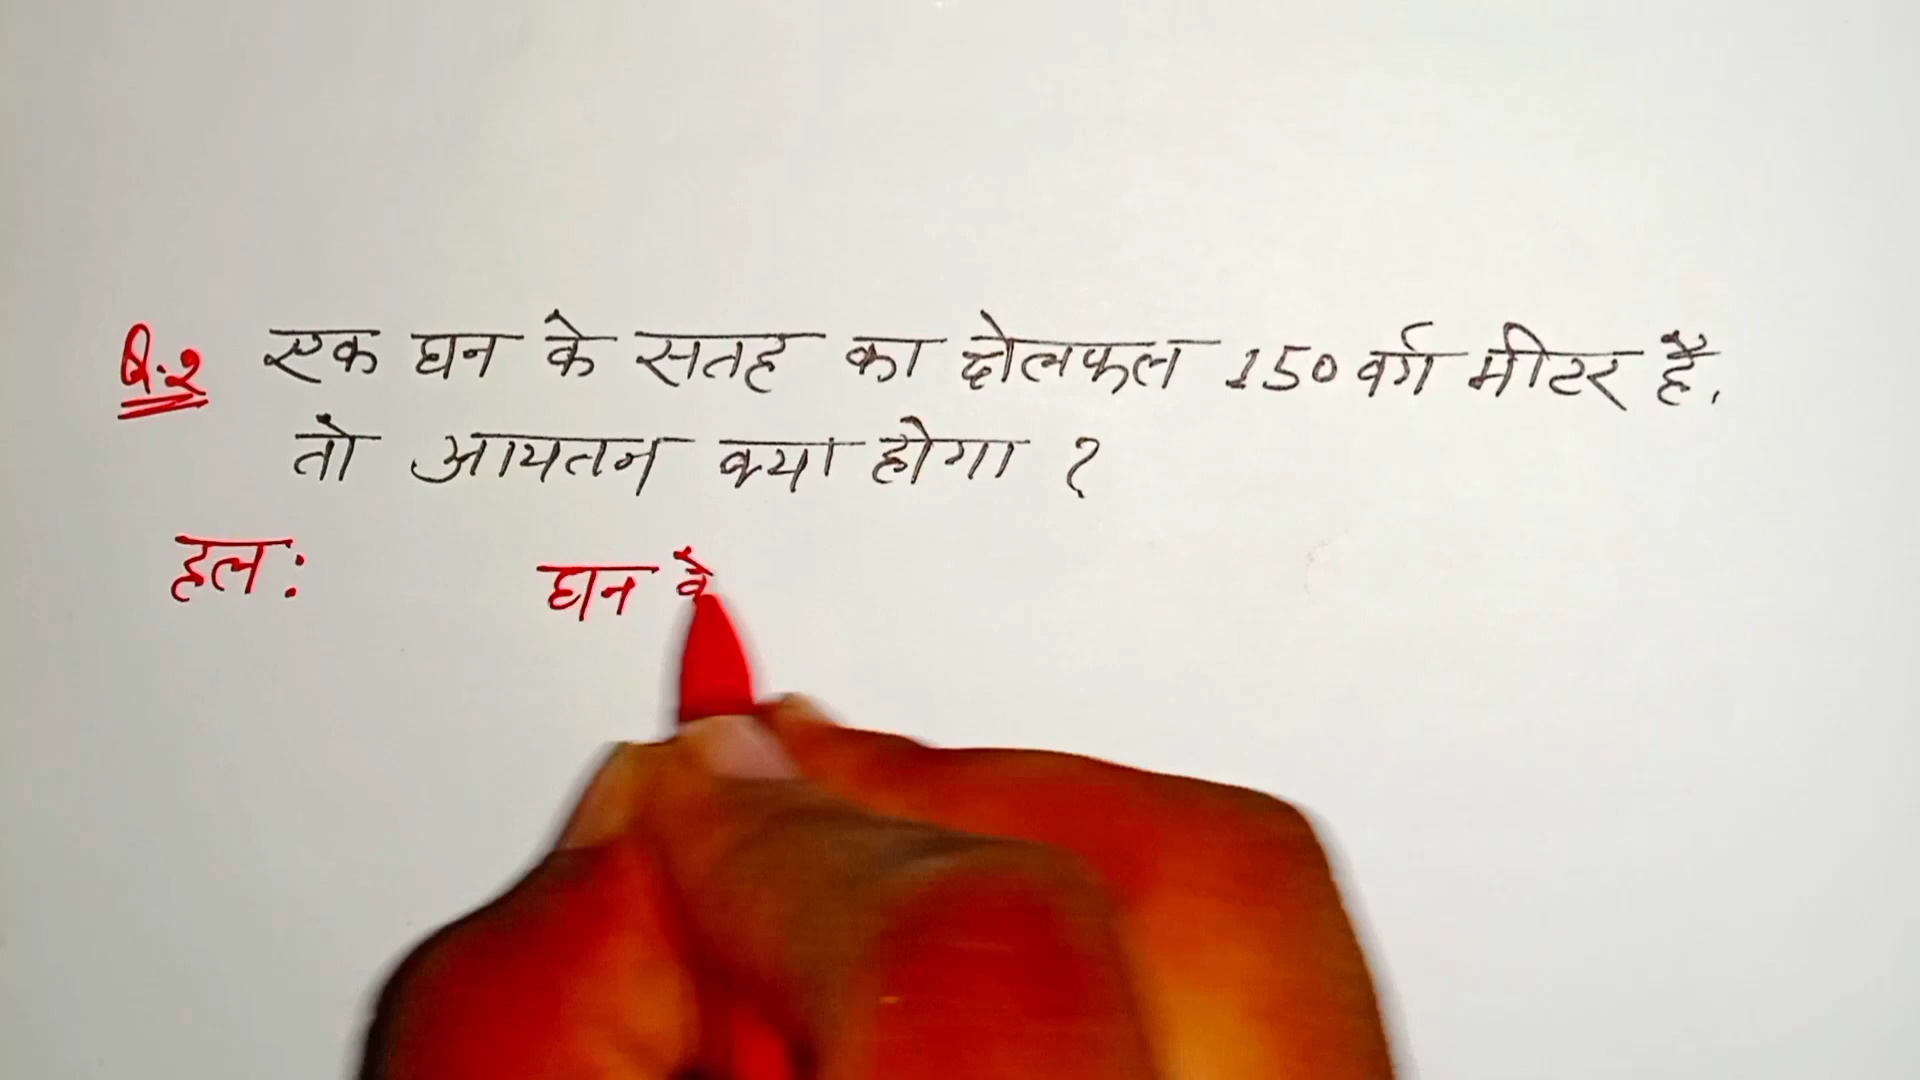 Q.2 एक घन के सतह का क्षेत्रफल 150 वर्ग मीटर है,
तो आयतन क्या होगा ?
हल: घन के